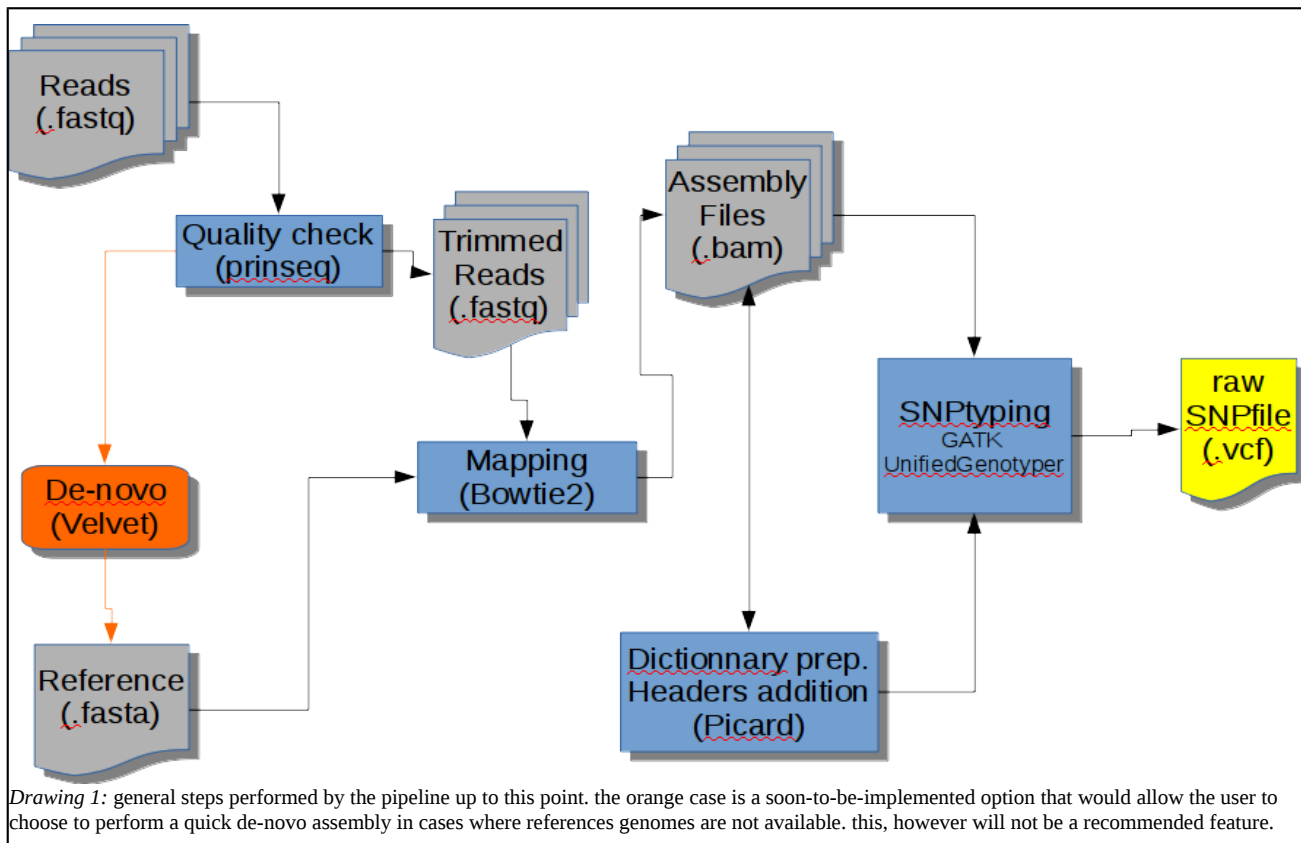 Reads
(.fastq)
Quality check
(prinseq)
Trimmed
Reads
(.fastq)
Assembly
Files
(.bam)
De-novo
(Velvet)
Mapping
(Bowtie2)
SNPtyping
GATK
UnifiedGenotyper
raw
SNPfile
(.vcf)
Reference
(.fasta)
Dictionnary prep.
Headers addition
(Picard)
Drawing 1: general steps performed by the pipeline up to this point. the orange case is a soon-to-be-implemented option that would allow the user to
choose to perform a quick de-novo assembly in cases where references genomes are not available. this, however will not be a recommended feature.